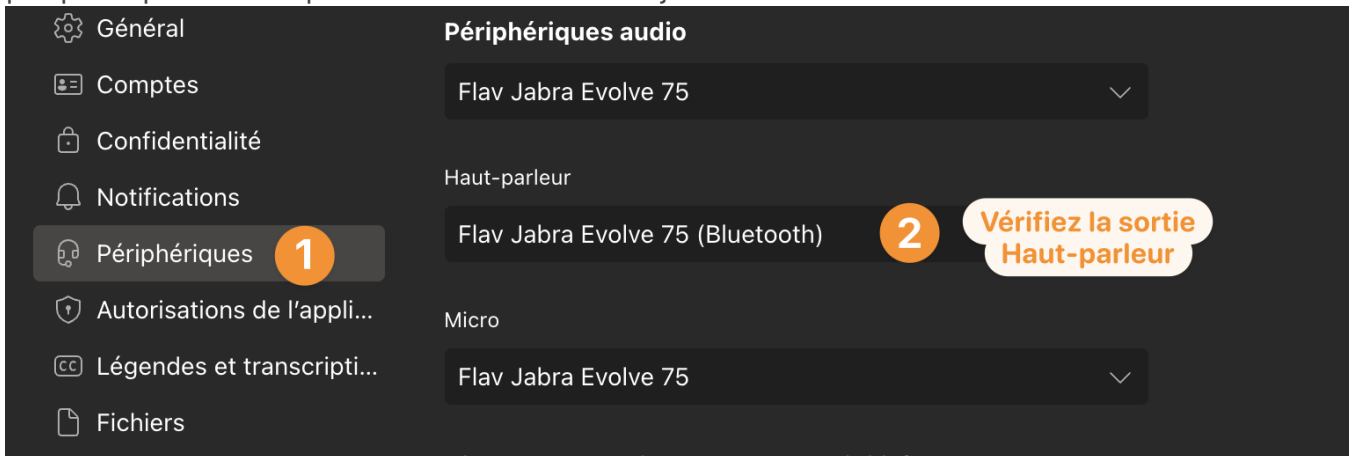 Général
Comptes
Confidentialité
Notifications
Périphériques
1
Autorisations de l'appli...
CC
Légendes et transcripti...
Fichiers
Périphériques audio
Flav Jabra Evolve 75
Haut-parleur
Flav Jabra Evolve 75 (Bluetooth)
2
Vérifiez la sortie
Haut-parleur
Micro
Flav Jabra Evolve 75